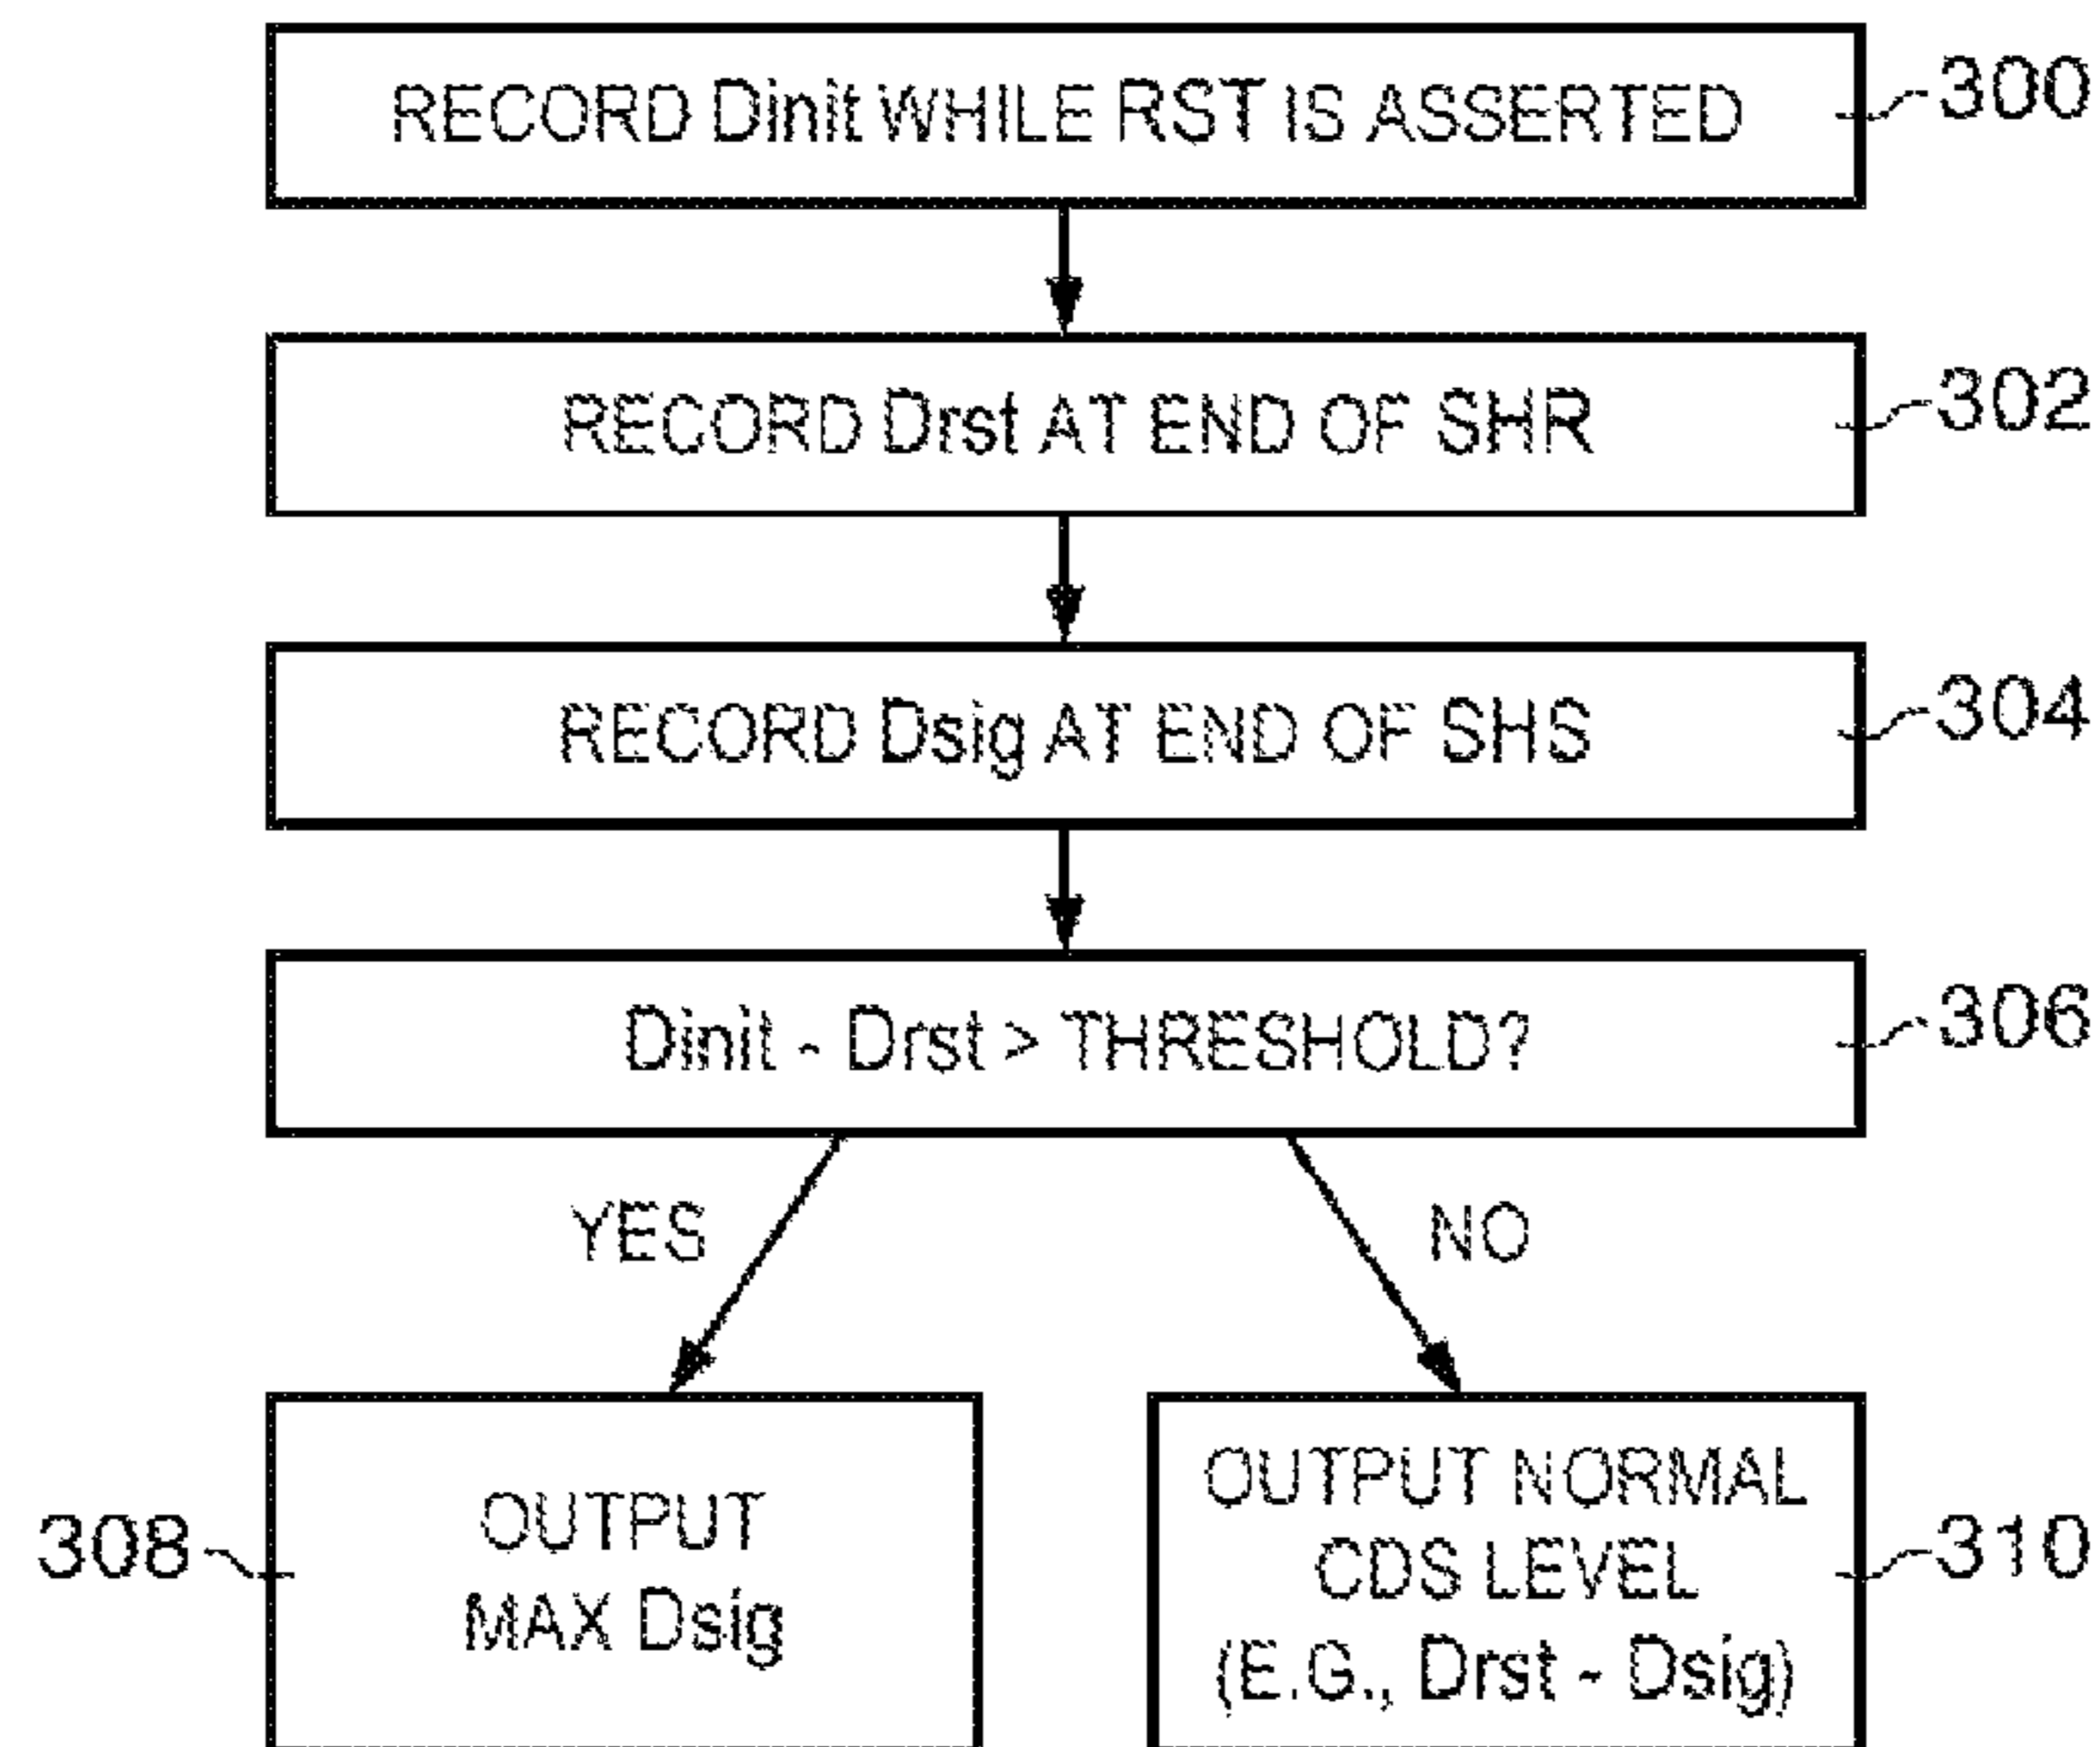 RECORD Dinit WHILE RST IS ASSERTED
300
RECORD Drst AT END OF SHR
302
RECORD Dsig AT END OF SHS
304
Dinit - Drst > THRESHOLD?
306
YES
NO
308
OUTPUT
MAX Dsig
OUTPUT NORMAL
CDS LEVEL
(E.G., Drst - Dsig)
310